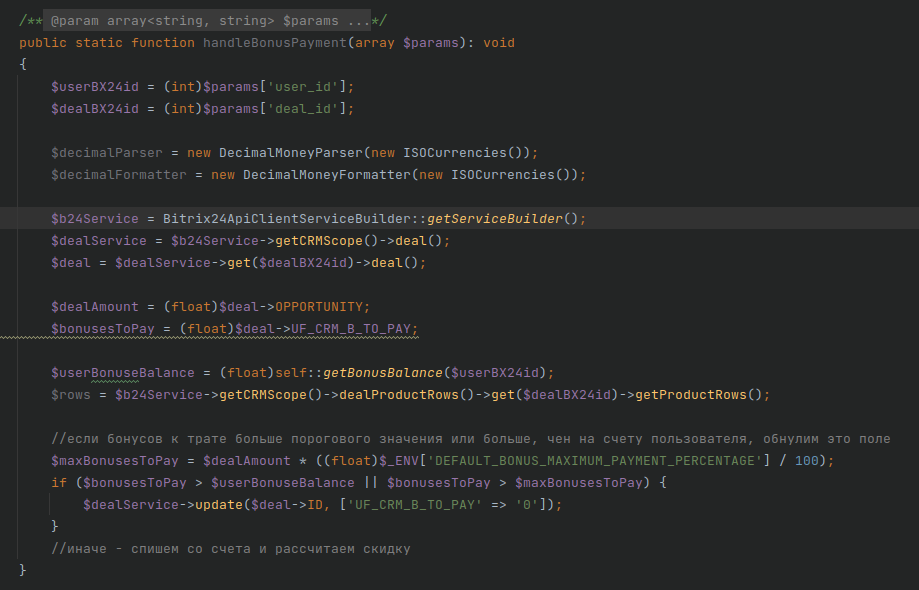 /** @param array<string, string> $params ...*/
public static function handleBonusPayment(array $params): void
{
$userBX24id = (int)$params['user_id'];
$dealBX24id = (int)$params['deal_id'];
$decimalParser = new DecimalMoneyParser(new ISOCurrencies());
$decimalFormatter = new DecimalMoneyFormatter(new ISOCurrencies());
$b24Service = Bitrix24ApiClientServiceBuilder::getServiceBuilder();
$dealService = $b24Service->getCRMScope()->deal();
$deal = $dealService->get($dealBX24id)->deal();
$dealAmount = (float)$deal->OPPORTUNITY;
$bonusesToPay = (float)$deal->UF_CRM_B_TO_PAY;
$userBonuseBalance = (float)self::getBonusBalance($userBX24id);
$rows = $b24Service->getCRMScope()->dealProductRows()->get($dealBX24id)->getProductRows();
//если бонусов к трате больше порогового значения или больше, чен на счету пользователя, обнулим это поле
$maxBonusesToPay = $dealAmount * ((float)$_ENV['DEFAULT_BONUS_MAXIMUM_PAYMENT_PERCENTAGE'] / 100);
if ($bonusesToPay > $userBonuseBalance || $bonusesToPay > $maxBonusesToPay) {
$dealService->update($deal->ID, ['UF_CRM_B_TO_PAY' => '0']);
}
//иначе - спишем со счета и рассчитаем скидку
}